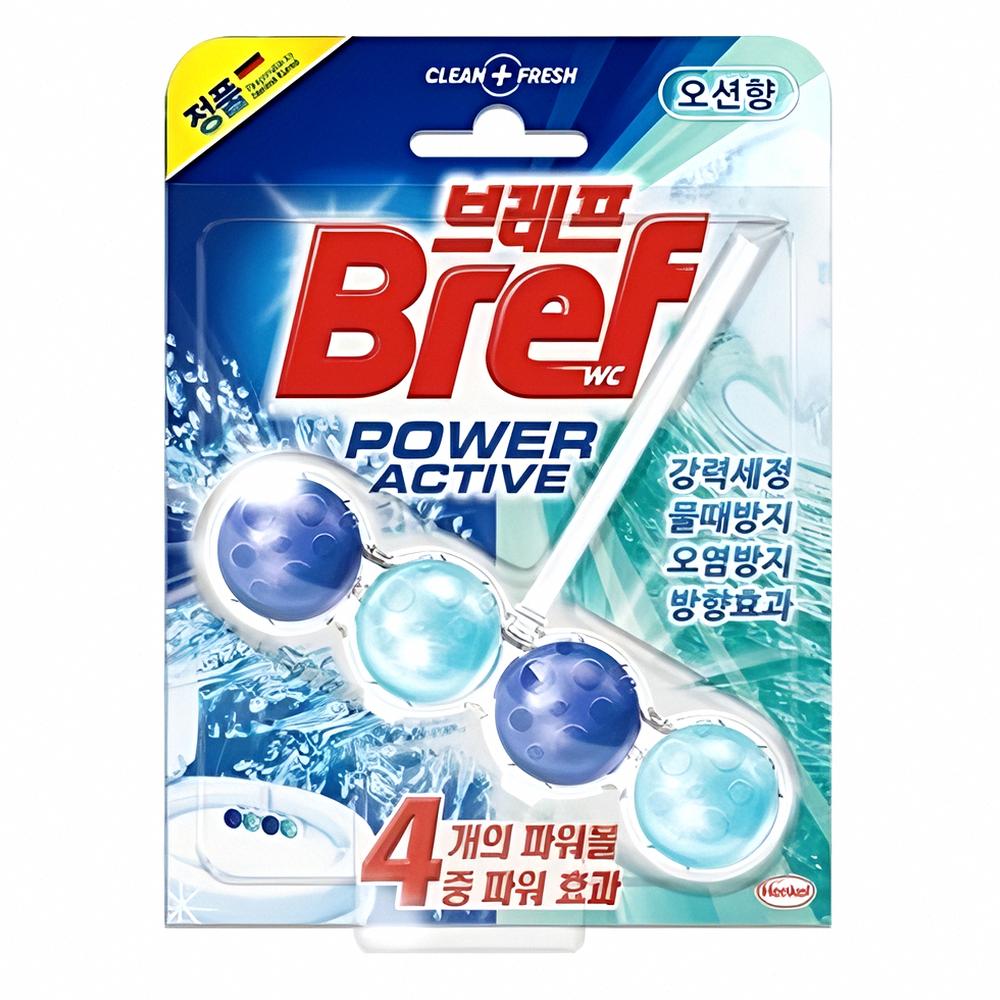 정품
CLEAN + FRESH
오션향
브레프
Bref
WC
POWER
ACTIVE
강력세정
물때방지
오염방지
방향효과
4개의 파워볼
중 파워 효과
Henkel